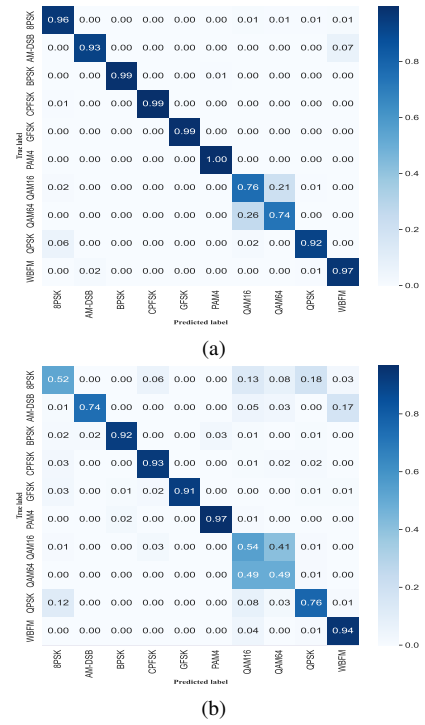 8PSK 0.96 0.00 0.00 0.00 0.00 0.00 0.01 0.01 0.01 0.01
AM-DSB 0.00 0.93 0.00 0.00 0.00 0.00 0.00 0.00 0.00 0.07
BPSK 0.00 0.00 0.99 0.00 0.00 0.01 0.00 0.00 0.00 0.00
CPFSK 0.01 0.00 0.00 0.99 0.00 0.00 0.00 0.00 0.00 0.00
GFSK 0.00 0.00 0.00 0.00 0.99 0.00 0.00 0.00 0.00 0.00
PAM4 0.00 0.00 0.00 0.00 0.00 1.00 0.00 0.00 0.00 0.00
QAM16 0.02 0.00 0.00 0.00 0.00 0.00 0.76 0.21 0.01 0.00
QAM64 0.00 0.00 0.00 0.00 0.00 0.00 0.26 0.74 0.00 0.00
QPSK 0.06 0.00 0.00 0.00 0.00 0.00 0.02 0.00 0.92 0.00
WBFM 0.00 0.02 0.00 0.00 0.00 0.00 0.00 0.00 0.01 0.97
True label
8PSK AM-DSB BPSK CPFSK GFSK PAM4 QAM16 QAM64 QPSK WBFM
Predicted label
0.8
0.6
0.4
0.2
0.0
(a)
8PSK 0.52 0.00 0.00 0.06 0.00 0.00 0.13 0.08 0.18 0.03
AM-DSB 0.01 0.74 0.00 0.00 0.00 0.00 0.05 0.03 0.00 0.17
BPSK 0.02 0.02 0.92 0.00 0.00 0.03 0.01 0.00 0.01 0.00
CPFSK 0.03 0.00 0.00 0.93 0.00 0.00 0.01 0.02 0.02 0.00
GFSK 0.03 0.00 0.01 0.02 0.91 0.00 0.01 0.00 0.01 0.01
PAM4 0.00 0.00 0.02 0.00 0.00 0.97 0.01 0.00 0.00 0.00
QAM16 0.01 0.00 0.00 0.03 0.00 0.00 0.54 0.41 0.01 0.00
QAM64 0.00 0.00 0.00 0.00 0.00 0.00 0.49 0.49 0.01 0.00
QPSK 0.12 0.00 0.00 0.00 0.00 0.00 0.08 0.03 0.76 0.01
WBFM 0.00 0.00 0.00 0.00 0.00 0.00 0.04 0.00 0.01 0.94
True label
8PSK AM-DSB BPSK CPFSK GFSK PAM4 QAM16 QAM64 QPSK WBFM
Predicted label
0.8
0.6
0.4
0.2
0.0
(b)